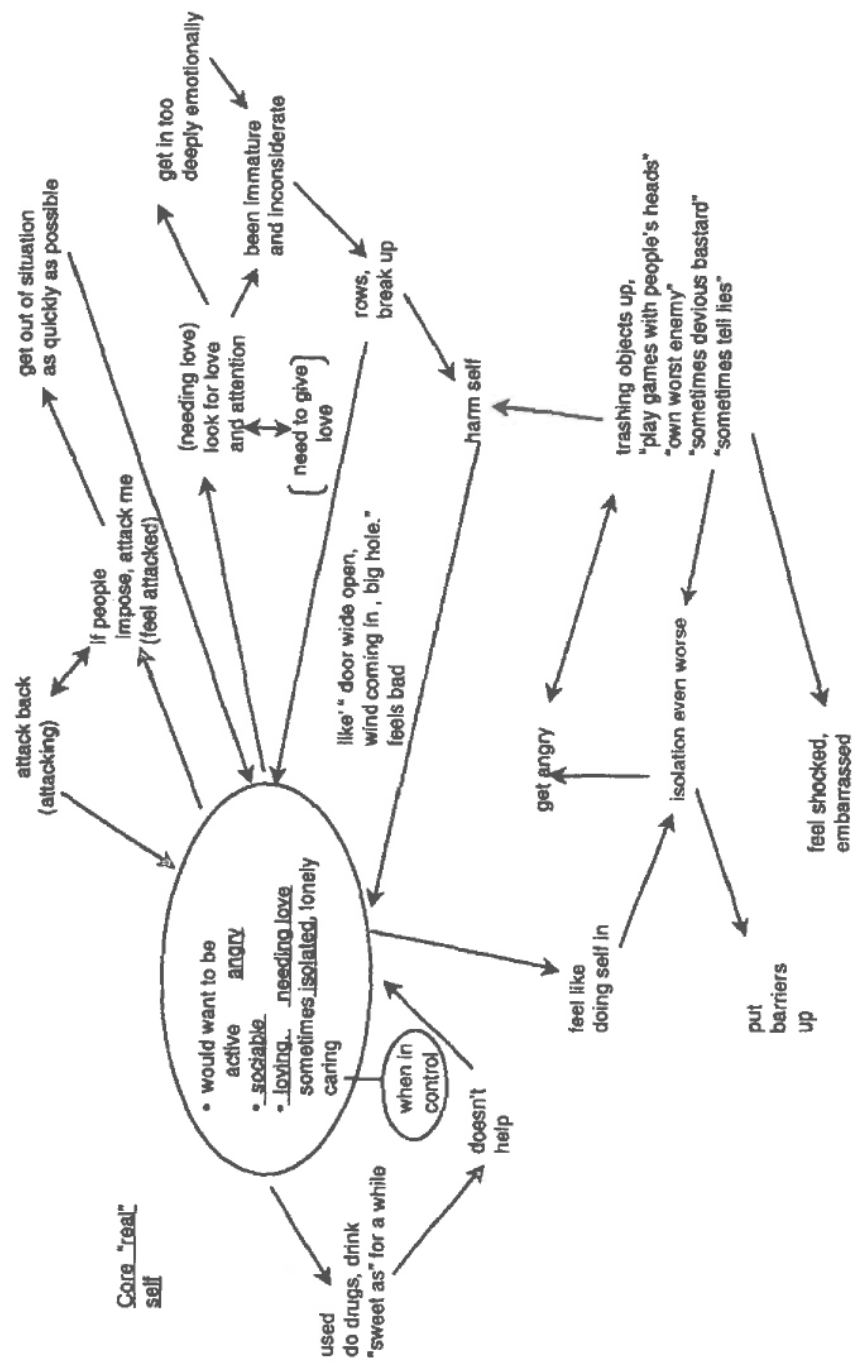 Core "real"
self
• would want to be
active angry
• sociable
• loving. needing love
sometimes isolated, lonely
caring
when in
control
used
do drugs, drink
"sweet as" for a while
doesn't
help
attack back
(attacking)
if people
impose, attack me
(feel attacked)
get out of situation
as quickly as possible
(needing love)
look for love
and attention
need to give
love
get in too
deeply emotionally
been immature
and inconsiderate
rows,
break up
harm self
like' " door wide open,
wind coming in , big hole."
feels bad
feel like
doing self in
isolation even worse
get angry
put
barriers
up
feel shocked,
embarrassed
trashing objects up,
"play games with people's heads"
"own worst enemy"
"sometimes devious bastard"
"sometimes tell lies"